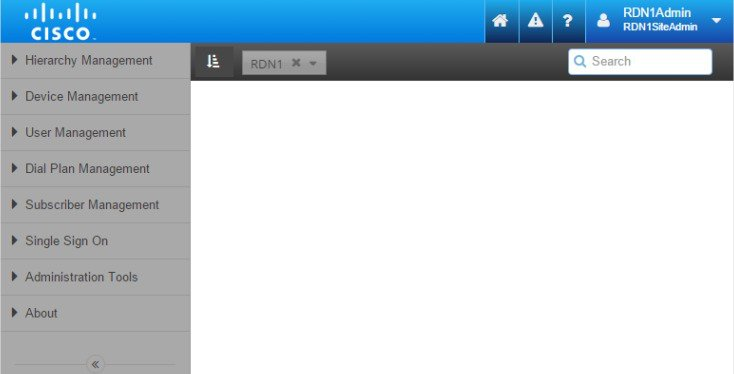 CISCO
?
RDN1Admin
RDN1SiteAdmin
Hierarchy Management
RDN1
Search
Device Management
User Management
Dial Plan Management
Subscriber Management
Single Sign On
Administration Tools
About